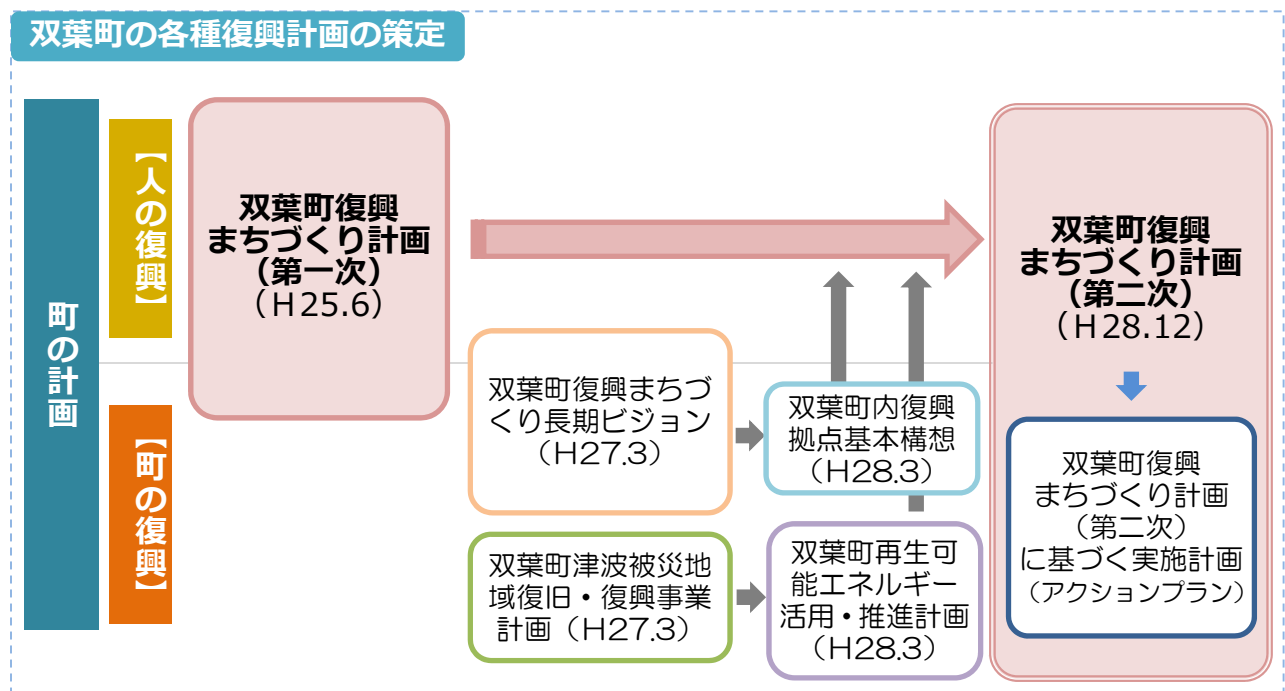 双葉町の各種復興計画の策定
町の計画
【人の復興】
【町の復興】
双葉町復興
まちづくり計画
(第一次)
（Ｈ25.6）
双葉町復興まちづ
くり長期ビジョン
（H27.3）
双葉町津波被災地
域復旧・復興事業
計画（H27.3）
双葉町内復興
拠点基本構想
（H28.3）
双葉町再生可
能エネルギー
活用・推進計画
（H28.3）
双葉町復興
まちづくり計画
(第二次)
（Ｈ28.12）
双葉町復興
まちづくり計画
（第二次）
に基づく実施計画
（アクションプラン）